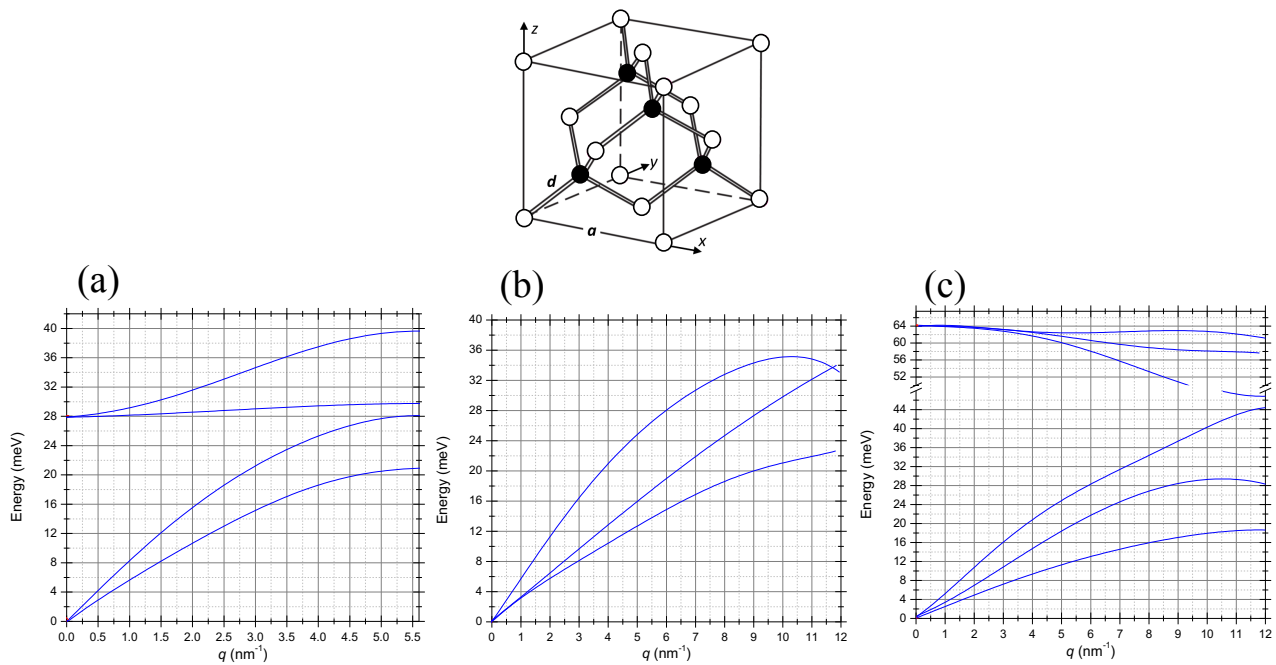 z
y
d
a
x
(a)
(b)
(c)
Energy (meV)
40
36
32
28
24
20
16
12
8
4
0
0.0 0.5 1.0 1.5 2.0 2.5 3.0 3.5 4.0 4.5 5.0 5.5
q (nm⁻¹)
Energy (meV)
40
36
32
28
24
20
16
12
8
4
0
0 1 2 3 4 5 6 7 8 9 10 11 12
q (nm⁻¹)
Energy (meV)
64
60
56
52
44
40
36
32
28
24
20
16
12
8
4
0
0 1 2 3 4 5 6 7 8 9 10 11 12
q (nm⁻¹)